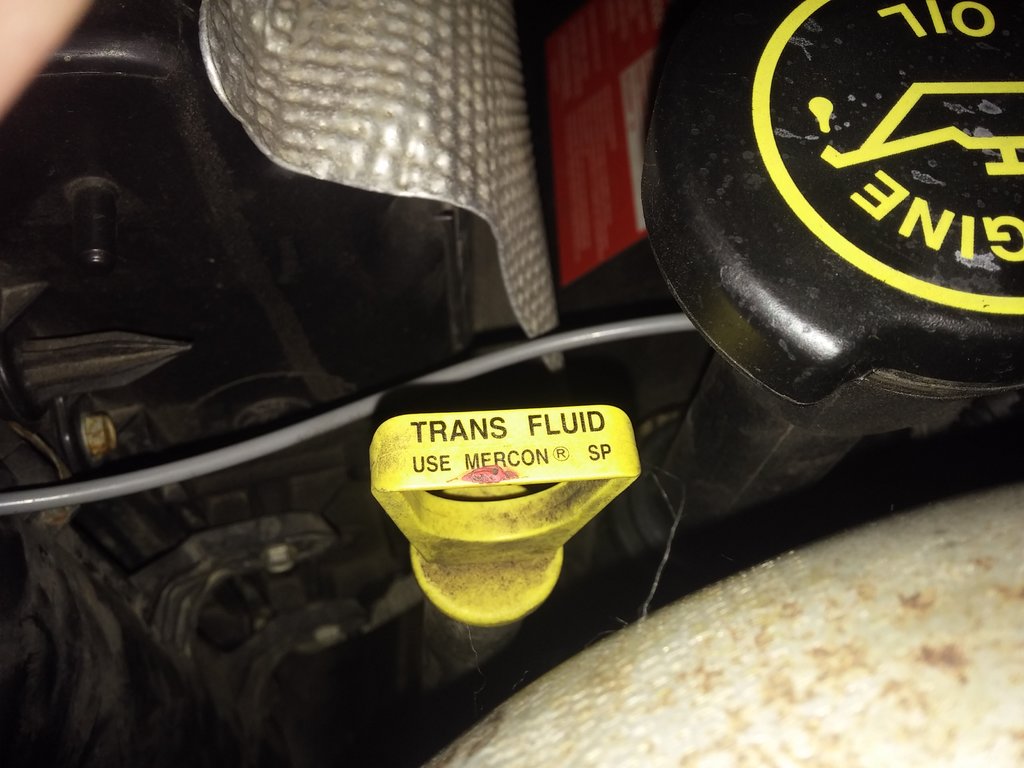 TRANS FLUID
USE MERCON® SP
ENGINE
OIL